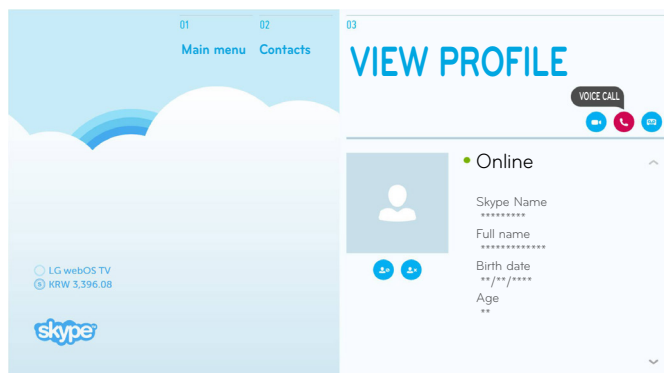 01
02
03
Main menu
Contacts
VIEW PROFILE
VOICE CALL
Online
Skype Name
*********
Full name
*************
Birth date
**/**/****
Age
**
LG webOS TV
KRW 3,396.08
skype